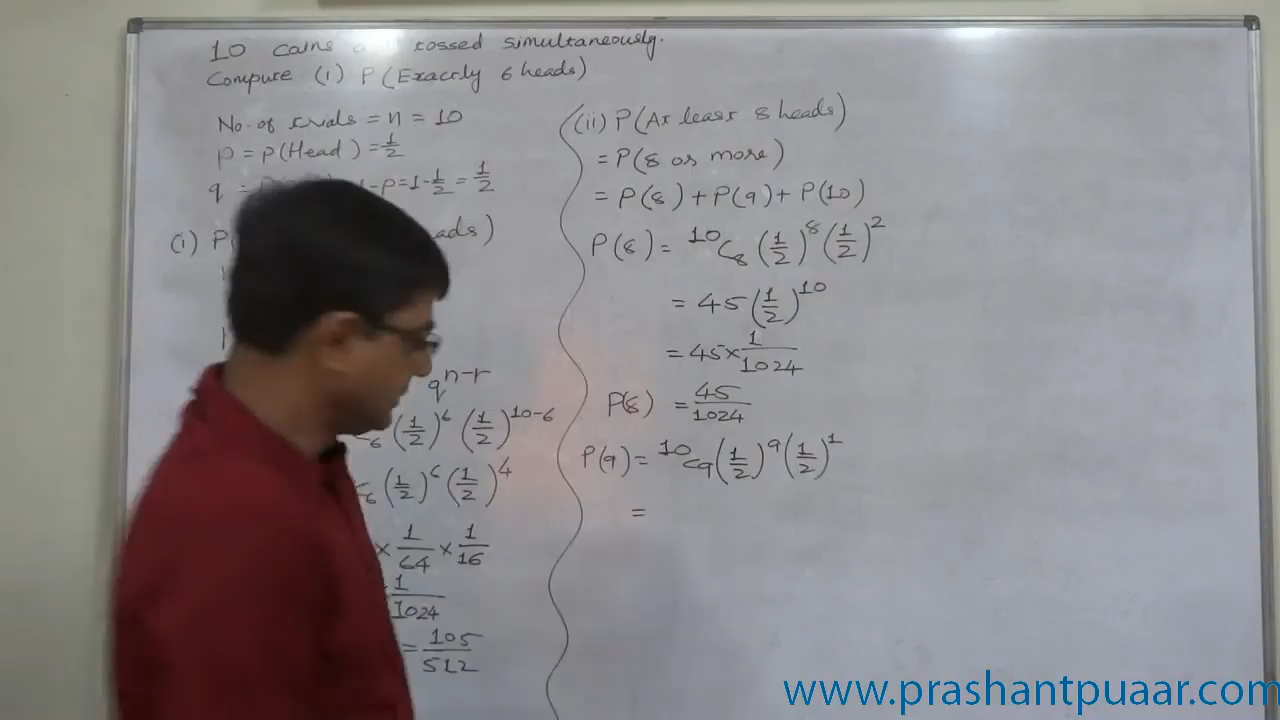 10 coins tossed simultaneously.
Compute (i) P(Exactly 6 heads)
No. of trials = n = 10
p = P(Head) = 1/2
q = -p = 1 - 1/2 = 1/2
(i) P( ads)
q^(n-r)
6 (1/2)^6 (1/2)^(10-6)
6 (1/2)^6 (1/2)^4
× 1/64 × 1/16
1/1024
= 105/512
(ii) P(At least 8 heads)
= P(8 or more)
= P(8) + P(9) + P(10)
P(8) = 10C8 (1/2)^8 (1/2)^2
= 45 (1/2)^10
= 45 × 1/1024
P(8) = 45/1024
P(9) = 10C9 (1/2)^9 (1/2)^1
=
www.prashantpuaar.com